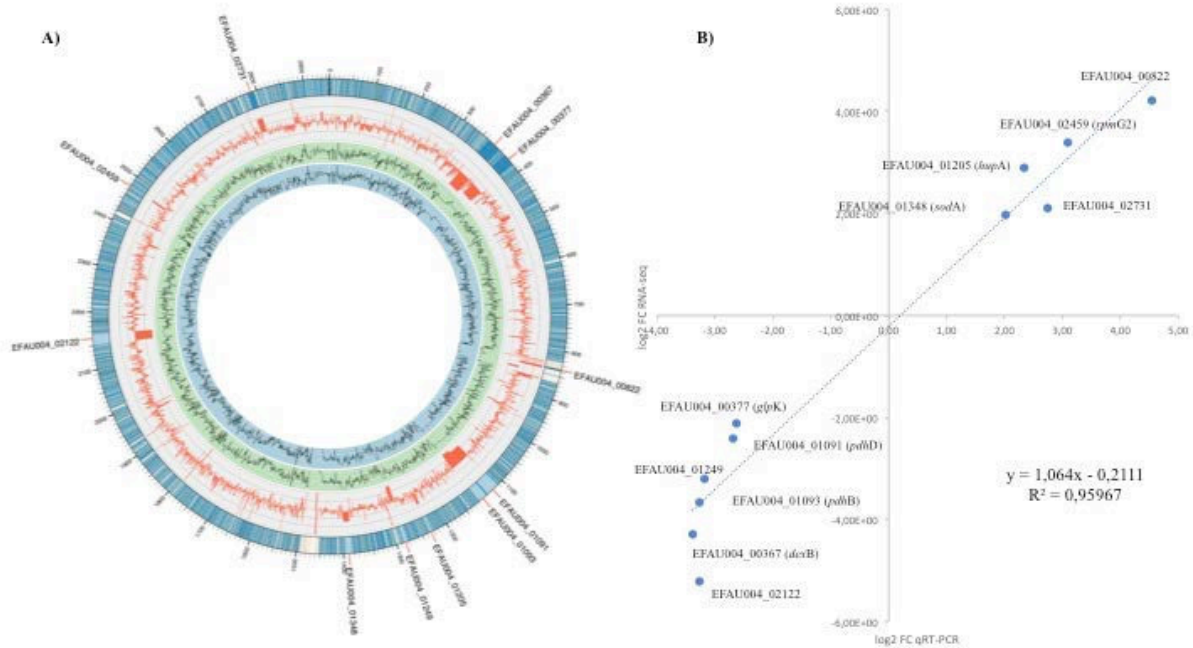 A)
EFAU004_02731
EFAU004_00367
EFAU004_00377
EFAU004_02459
EFAU004_02122
EFAU004_00822
EFAU004_01091
EFAU004_01093
EFAU004_01205
EFAU004_01249
EFAU004_01348
B)
6,00E+00
EFAU004_00822
4,00E+00
EFAU004_02459 (rpmG2)
EFAU004_01205 (hupA)
EFAU004_01348 (sodA)
2,00E+00
EFAU004_02731
log2 FC RNA-seq
0,00E+00
-4,00
-3,00
-2,00
-1,00
0,00
1,00
2,00
3,00
4,00
5,00
EFAU004_00377 (glpK)
-2,00E+00
EFAU004_01091 (pdhD)
EFAU004_01249
EFAU004_01093 (pdhB)
y = 1,064x - 0,2111
R² = 0,95967
-4,00E+00
EFAU004_00367 (dexB)
EFAU004_02122
-6,00E+00
log2 FC qRT-PCR